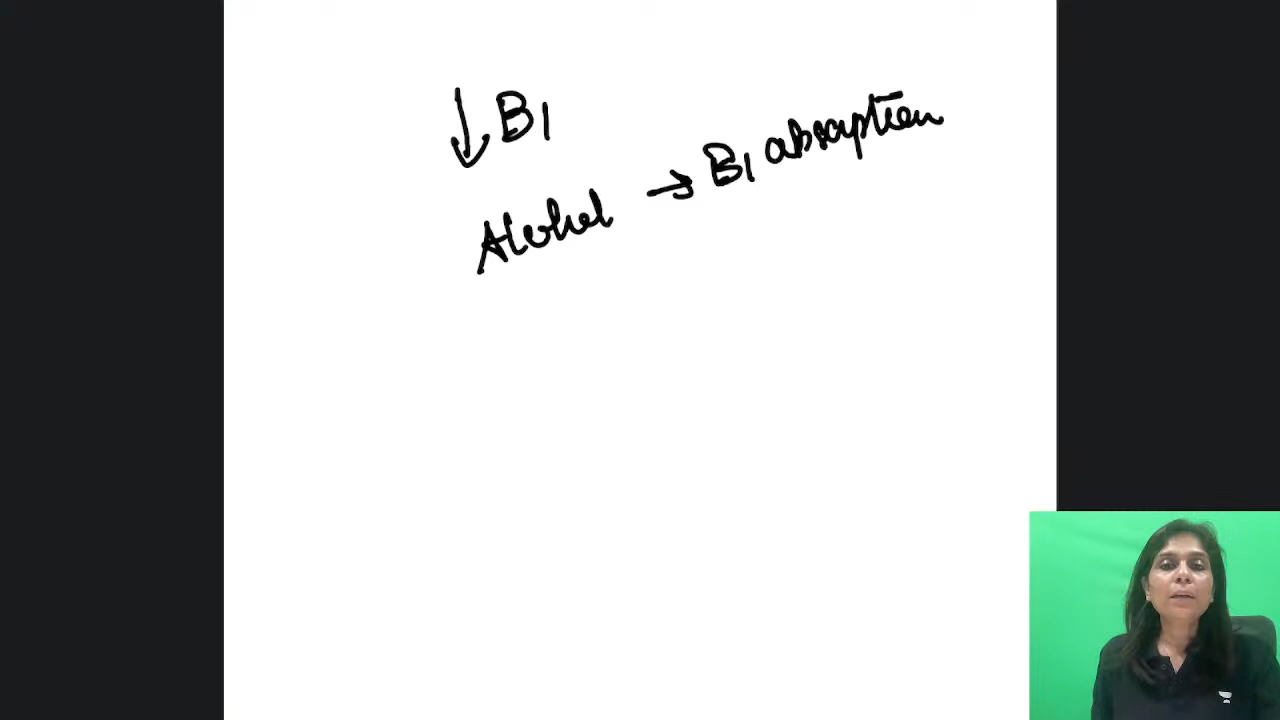 ↓ B1
Alcohol → B1 absorption